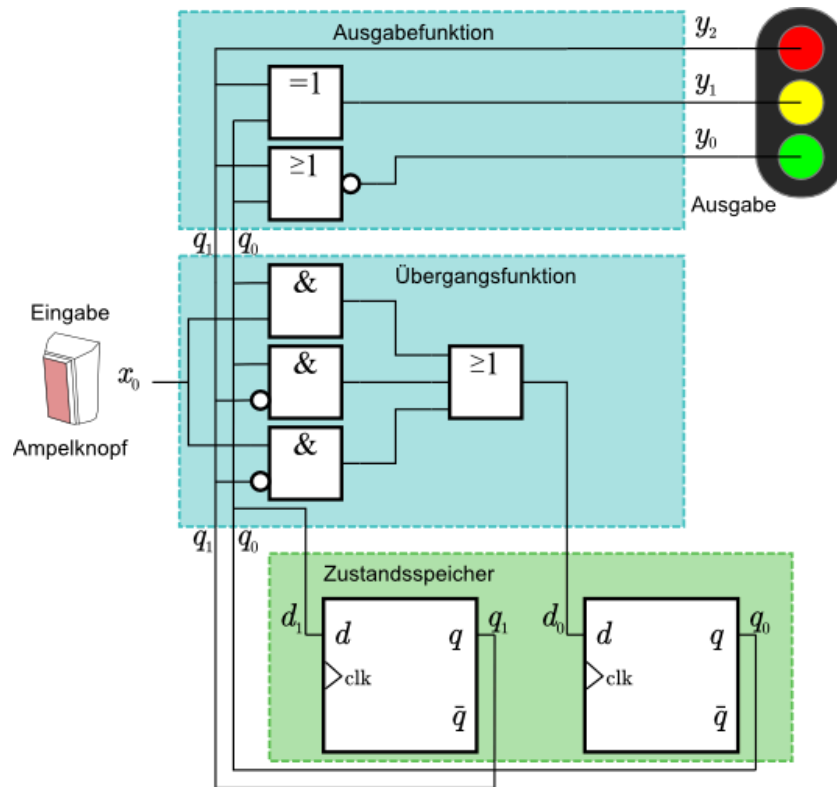 Ausgabefunktion
y₂
=1
y₁
≥1
y₀
Ausgabe
q₁ q₀
Übergangsfunktion
&
Eingabe
x₀
&
≥1
Ampelknopf
&
q₁ q₀
Zustandsspeicher
d₁ d q q₁ d₀ d q q₀
clk clk
q̄ q̄